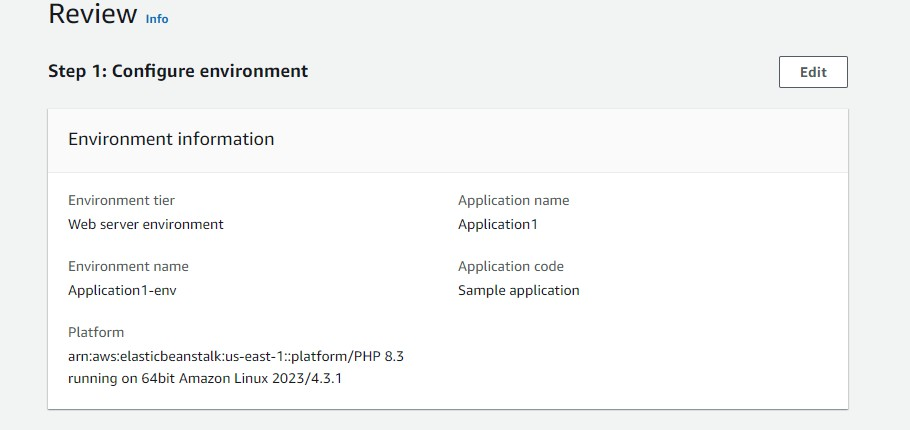 Review Info
Step 1: Configure environment
Edit
Environment information
Environment tier
Web server environment
Application name
Application1
Environment name
Application1-env
Application code
Sample application
Platform
arn:aws:elasticbeanstalk:us-east-1::platform/PHP 8.3
running on 64bit Amazon Linux 2023/4.3.1